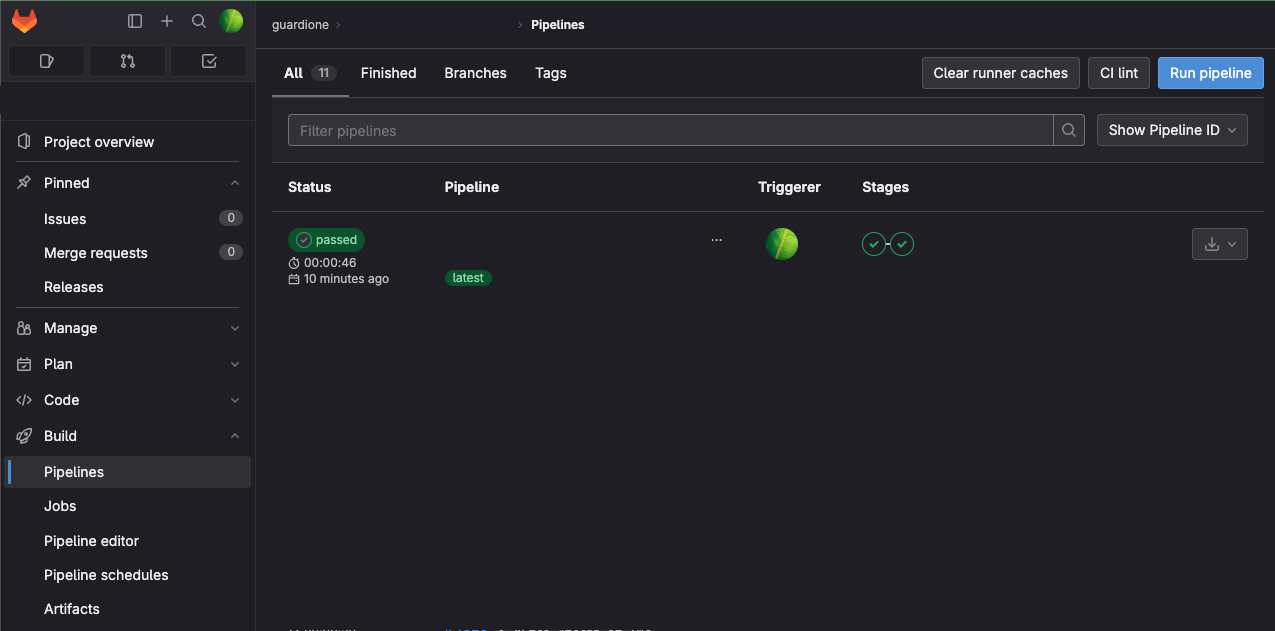 guardione > > Pipelines
All 11 Finished Branches Tags Clear runner caches CI lint Run pipeline
Filter pipelines Show Pipeline ID
Project overview
Pinned
Issues 0
Merge requests 0
Releases
Manage
Plan
Code
Build
Pipelines
Jobs
Pipeline editor
Pipeline schedules
Artifacts
Status Pipeline Triggerer Stages
passed ...
00:00:46
10 minutes ago latest